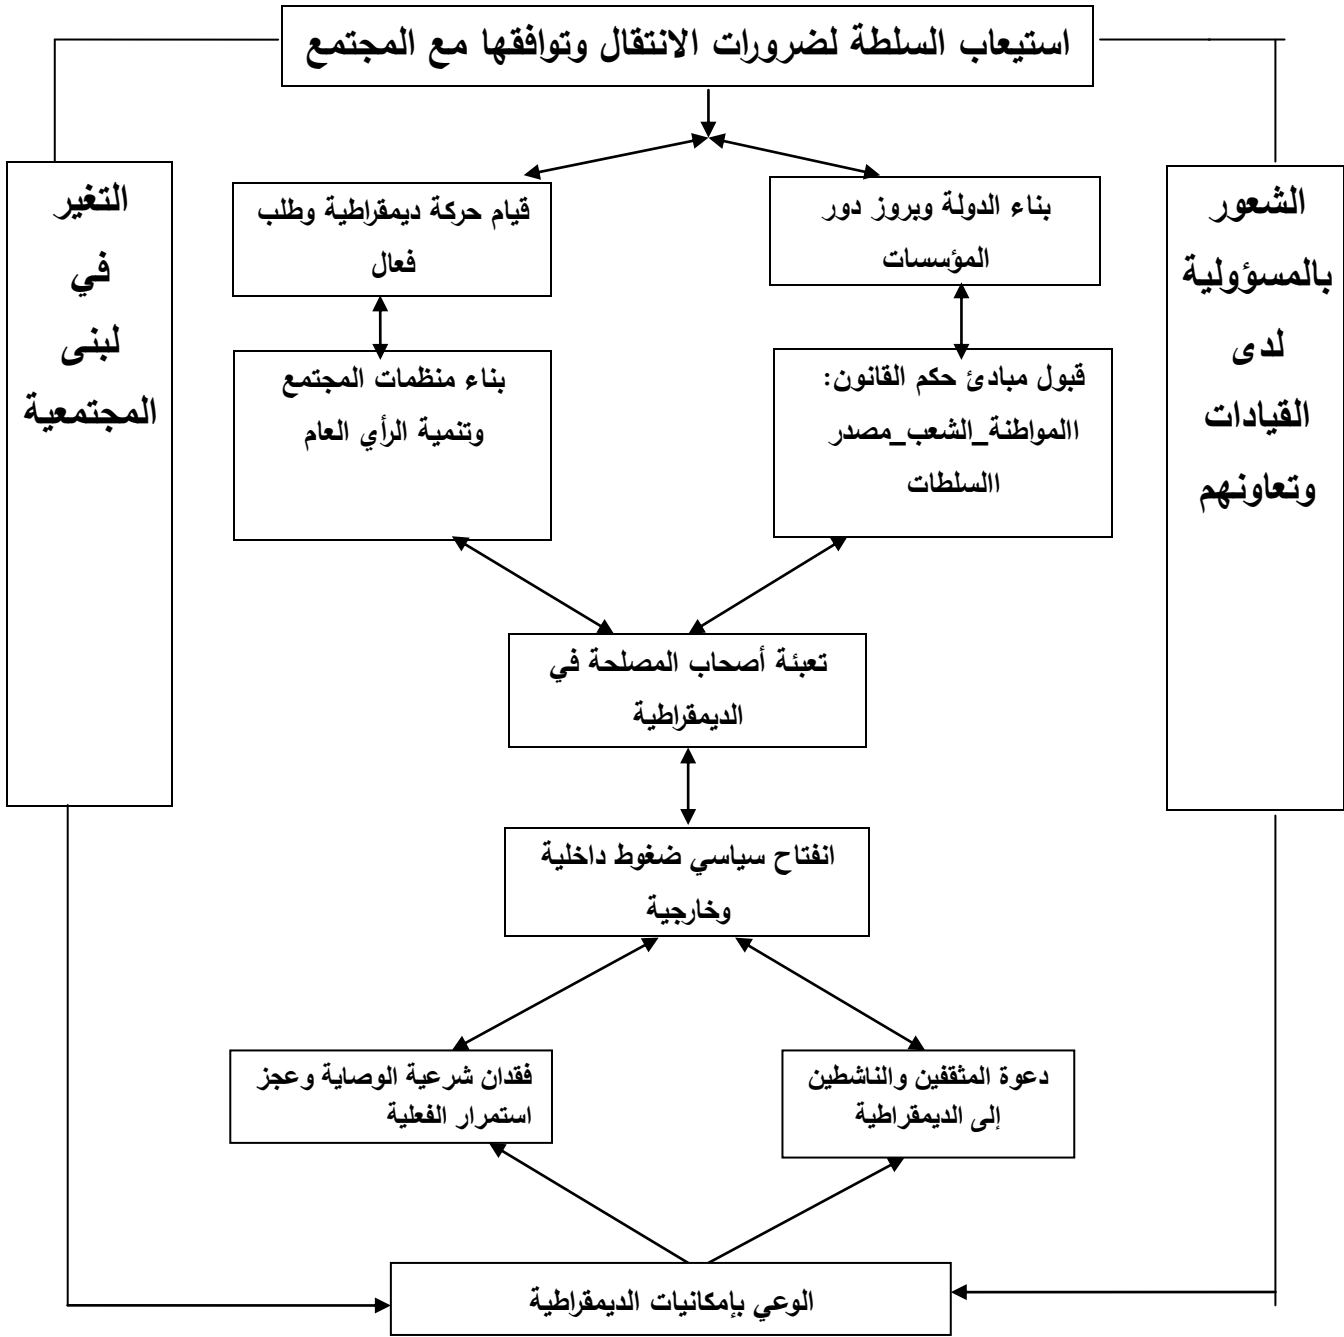 استيعاب السلطة لضرورات الانتقال وتوافقها مع المجتمع
الشعور
بالمسؤولية
لدى
القيادات
وتعاونهم
بناء الدولة وبروز دور
المؤسسات
قيام حركة ديمقراطية وطلب
فعال
التغير
في
لبنى
المجتمعية
قبول مبادئ حكم القانون:
االمواطنة_الشعب_مصدر
االسلطات
بناء منظمات المجتمع
وتنمية الرأي العام
تعبئة أصحاب المصلحة في
الديمقراطية
انفتاح سياسي ضغوط داخلية
وخارجية
دعوة المثقفين والناشطين
إلى الديمقراطية
فقدان شرعية الوصاية وعجز
استمرار الفعلية
الوعي بإمكانيات الديمقراطية